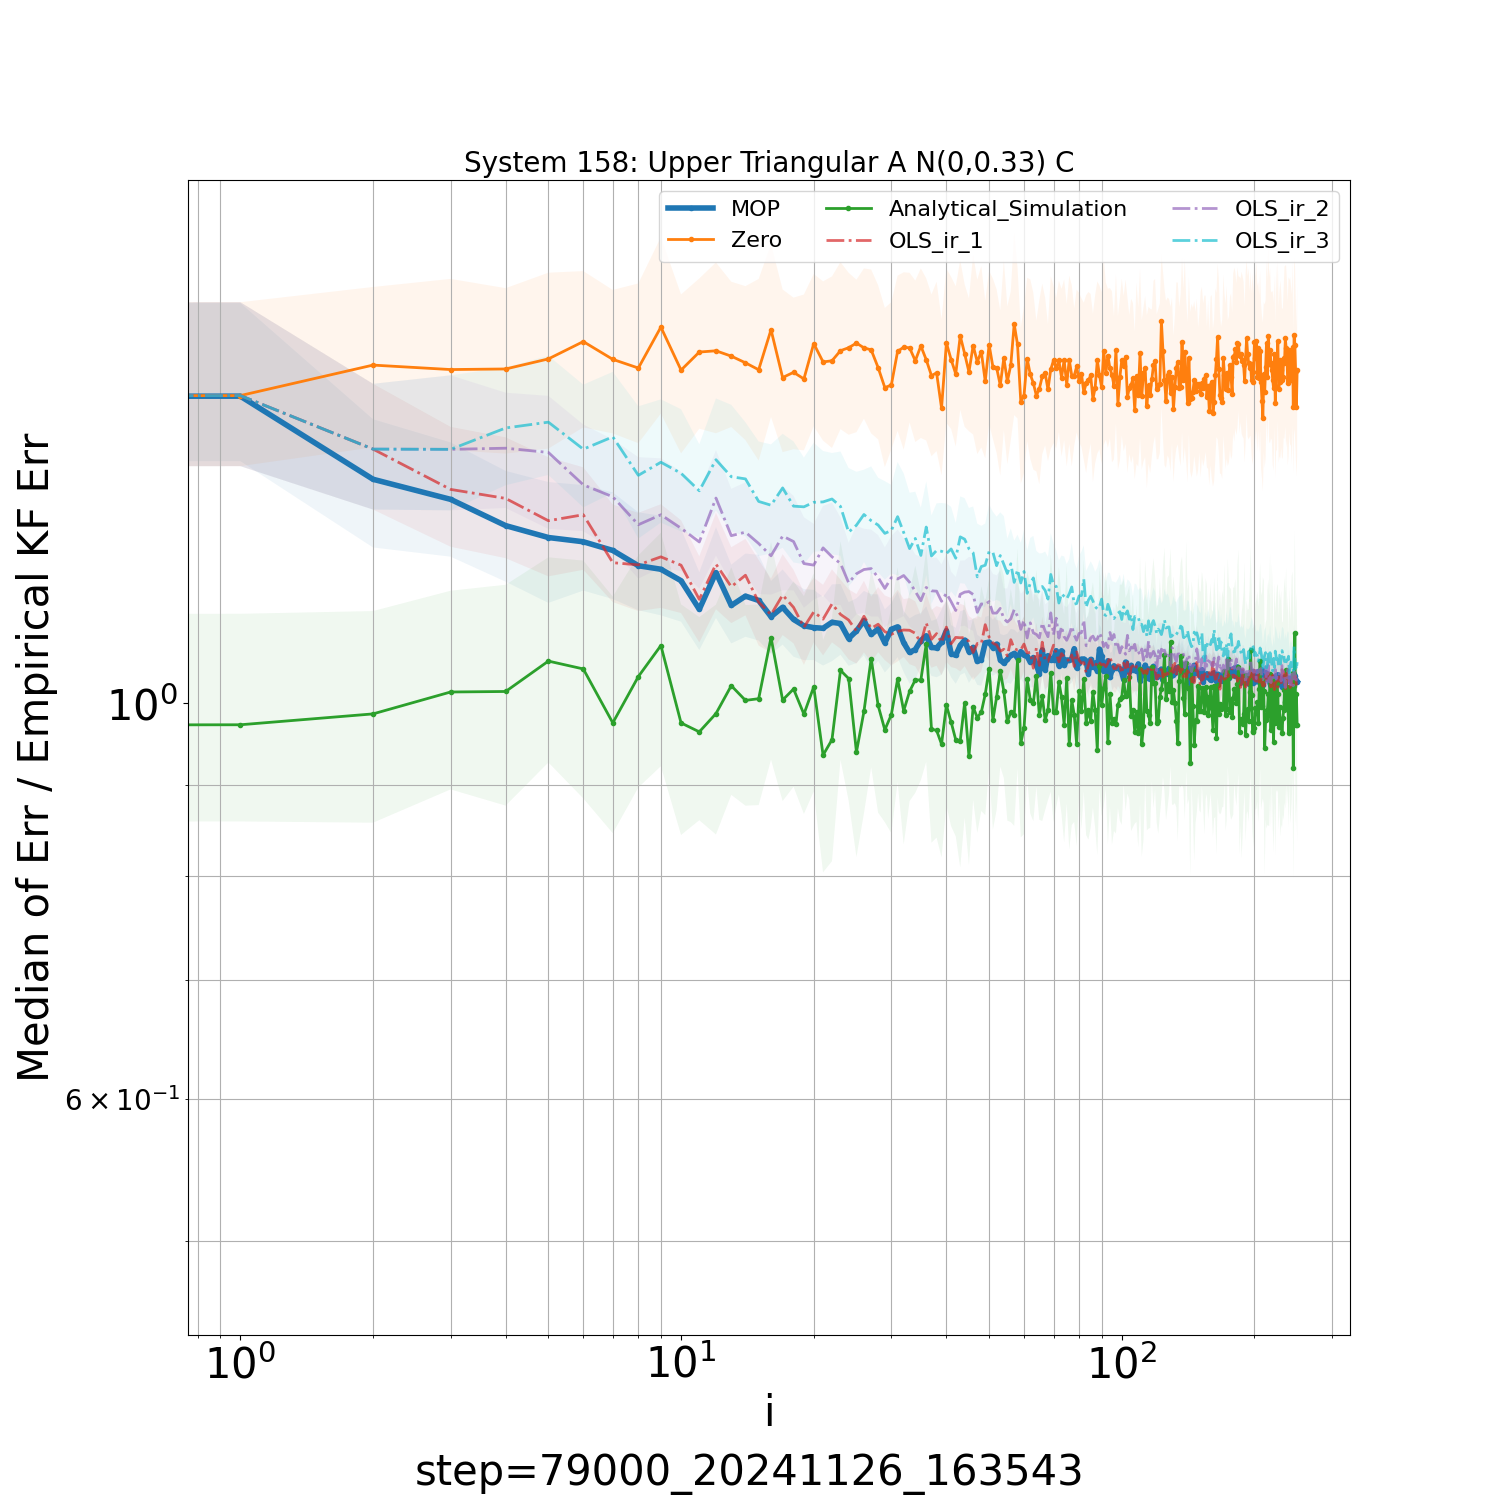 System 158: Upper Triangular A N(0,0.33) C
MOP
Zero
Analytical_Simulation
OLS_ir_1
OLS_ir_2
OLS_ir_3
Median of Err / Empirical KF Err
10⁰
6 × 10⁻¹
10⁰
10¹
10²
i
step=79000_20241126_163543